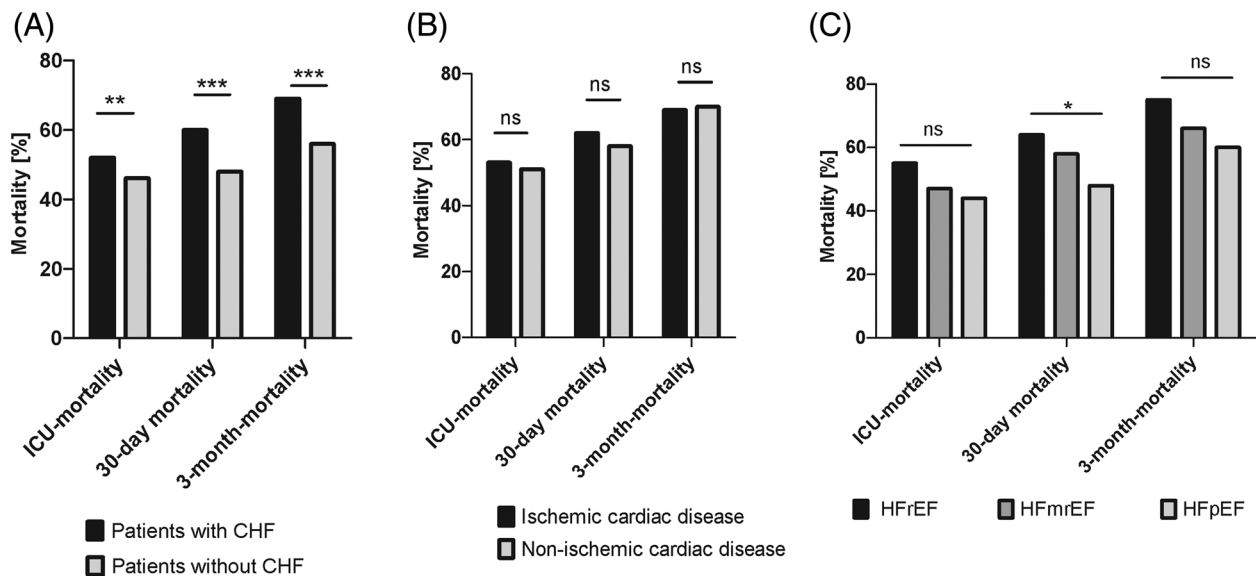 (A)
80
60
40
20
0
Mortality [%]
**
***
***
ICU-mortality
30-day mortality
3-month-mortality
Patients with CHF
Patients without CHF
(B)
80
60
40
20
0
Mortality [%]
ns
ns
ns
ICU-mortality
30-day mortality
3-month-mortality
Ischemic cardiac disease
Non-ischemic cardiac disease
(C)
80
60
40
20
0
Mortality [%]
ns
*
ns
ICU-mortality
30-day mortality
3-month-mortality
HFrEF
HFmrEF
HFpEF